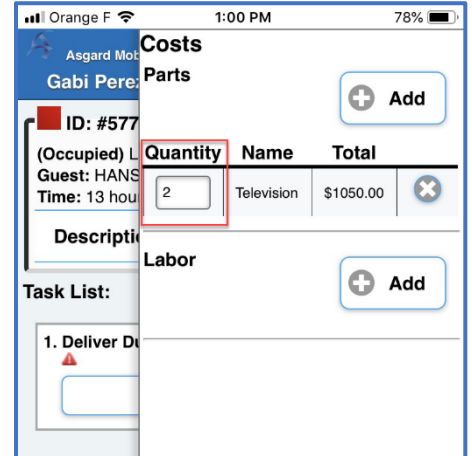 Orange F 1:00 PM 78%
Asgard Mob
Gabi Perez
ID: #577
(Occupied) L
Guest: HANS
Time: 13 hou
Descripti
Task List:
1. Deliver Du
Costs
Parts
Add
Quantity Name Total
2 Television $1050.00
Labor
Add